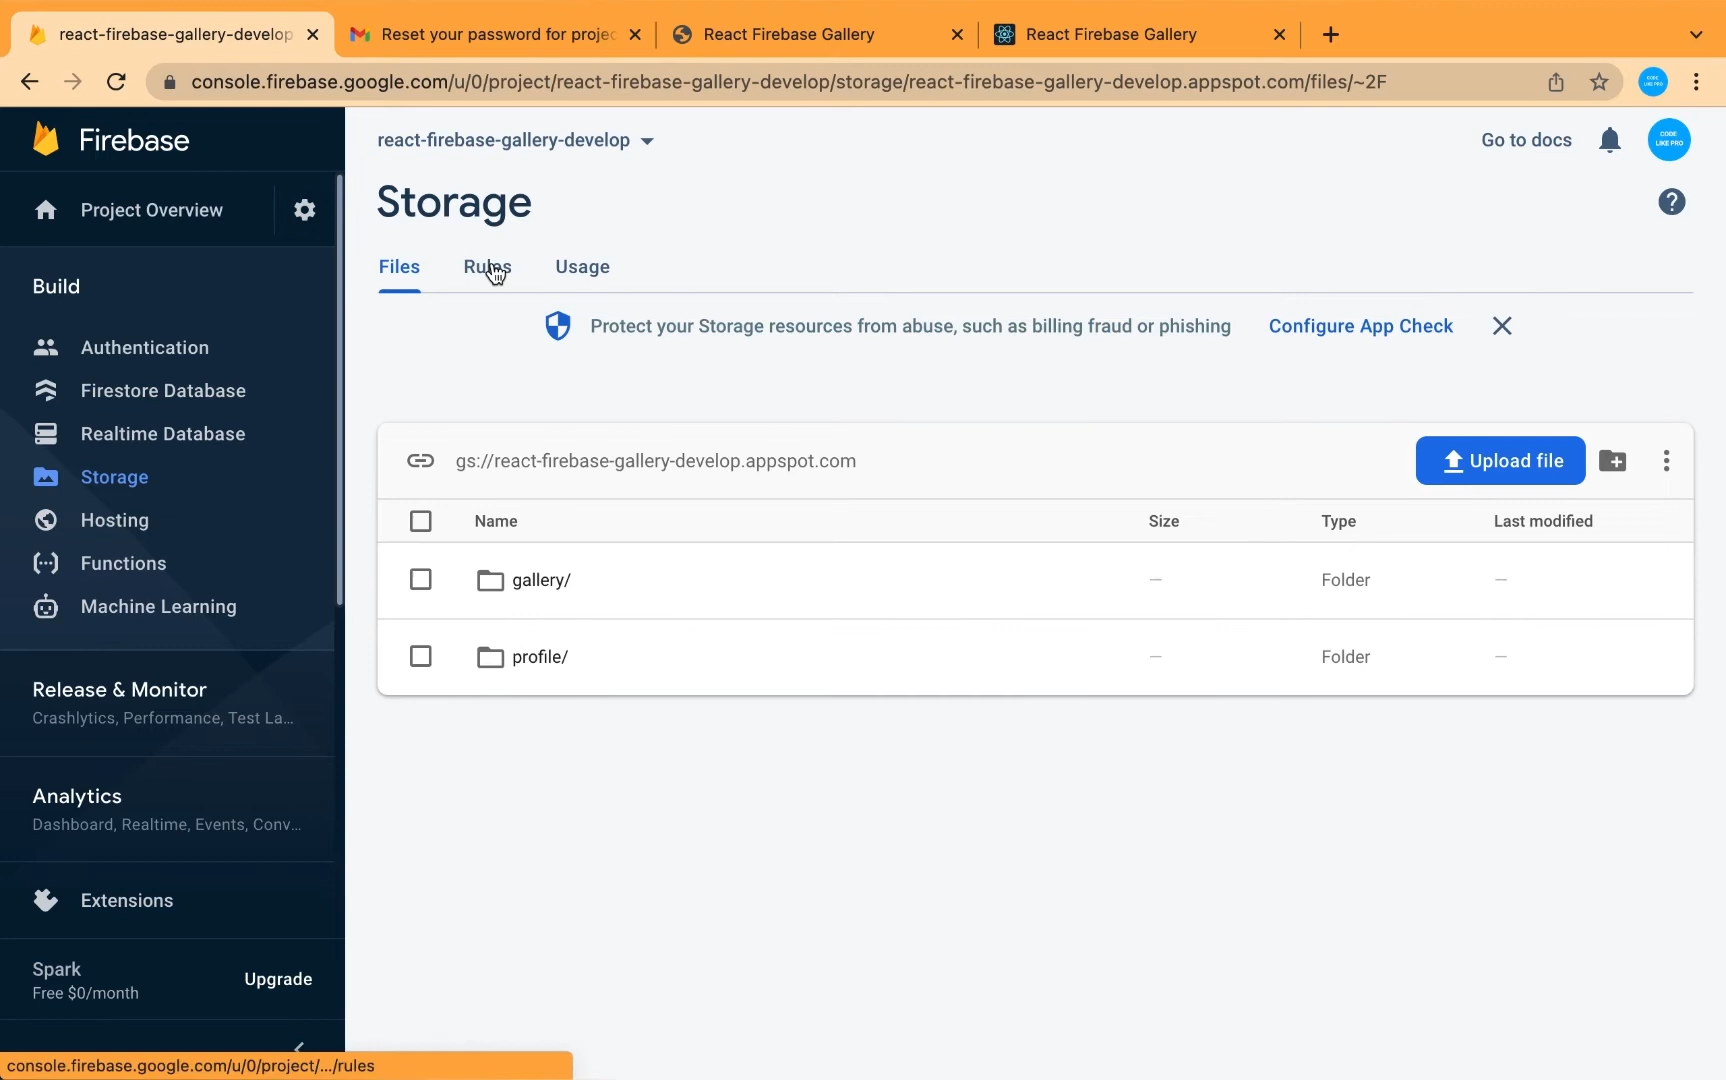 react-firebase-gallery-develop
Reset your password for projec
React Firebase Gallery
React Firebase Gallery
console.firebase.google.com/u/0/project/react-firebase-gallery-develop/storage/react-firebase-gallery-develop.appspot.com/files/~2F
CODE LIKE PRO
Firebase
react-firebase-gallery-develop
Go to docs
CODE
LIKE PRO
Project Overview
Storage
Files
Rules
Usage
Build
Protect your Storage resources from abuse, such as billing fraud or phishing
Configure App Check
Authentication
Firestore Database
Realtime Database
Storage
Hosting
Functions
Machine Learning
gs://react-firebase-gallery-develop.appspot.com
Upload file
Name
Size
Type
Last modified
gallery/
—
Folder
—
profile/
—
Folder
—
Release & Monitor
Crashlytics, Performance, Test La...
Analytics
Dashboard, Realtime, Events, Conv...
Extensions
Spark
Free $0/month
Upgrade
console.firebase.google.com/u/0/project/.../rules